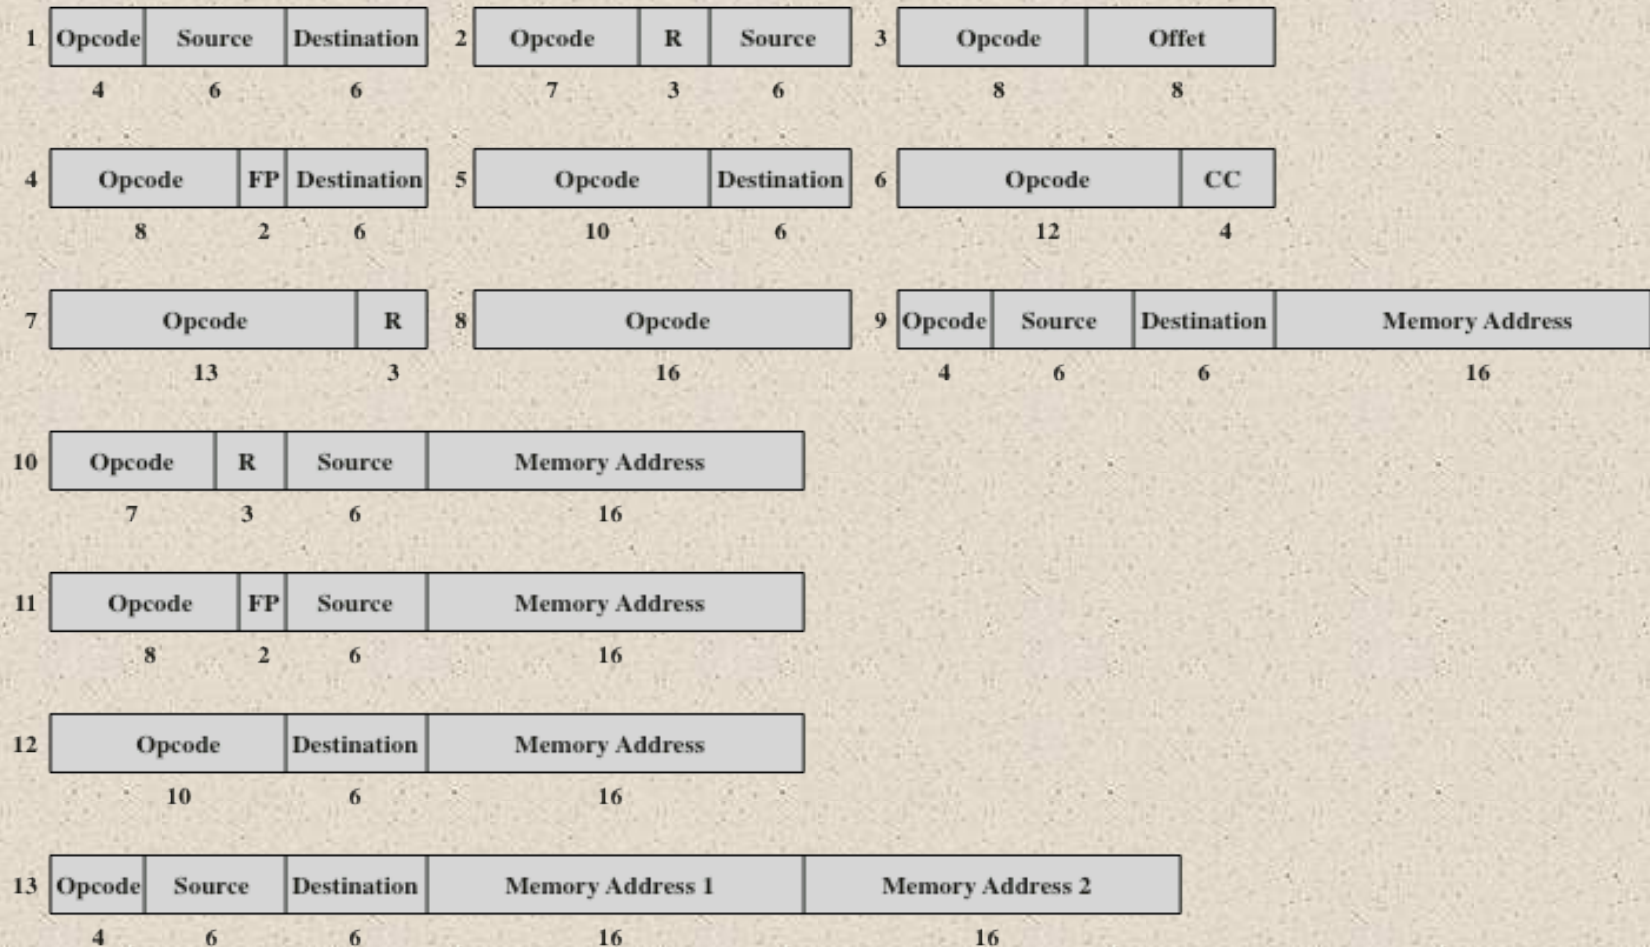 1 Opcode Source Destination 2 Opcode R Source 3 Opcode Offet
4 6 6 7 3 6 8 8
4 Opcode FP Destination 5 Opcode Destination 6 Opcode CC
8 2 6 10 6 12 4
7 Opcode R 8 Opcode 9 Opcode Source Destination Memory Address
13 3 16 4 6 6 16
10 Opcode R Source Memory Address
7 3 6 16
11 Opcode FP Source Memory Address
8 2 6 16
12 Opcode Destination Memory Address
10 6 16
13 Opcode Source Destination Memory Address 1 Memory Address 2
4 6 6 16 16